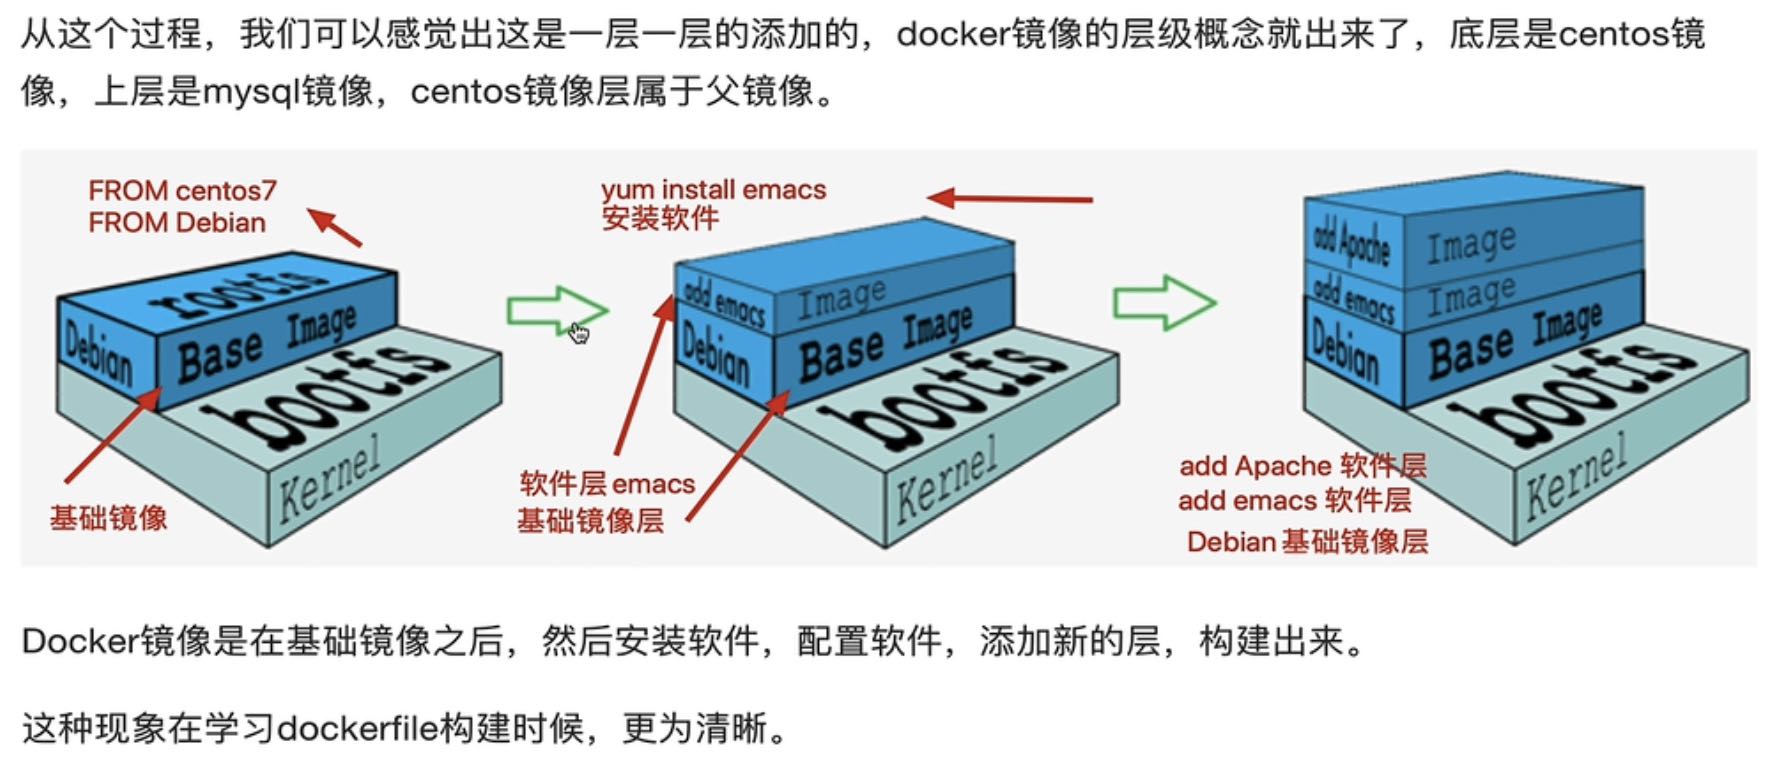 从这个过程，我们可以感觉出这是一层一层的添加的，docker镜像的层级概念就出来了，底层是centos镜
像，上层是mysql镜像，centos镜像层属于父镜像。
FROM centos7
FROM Debian
rootfs
Debian
Base Image
bootfs
Kernel
基础镜像
yum install emacs
安装软件
add emacs
Image
Debian
Base Image
bootfs
Kernel
软件层 emacs
基础镜像层
add Apache
Image
add emacs
Image
Debian
Base Image
bootfs
Kernel
add Apache 软件层
add emacs 软件层
Debian 基础镜像层
Docker镜像是在基础镜像之后，然后安装软件，配置软件，添加新的层，构建出来。
这种现象在学习dockerfile构建时候，更为清晰。